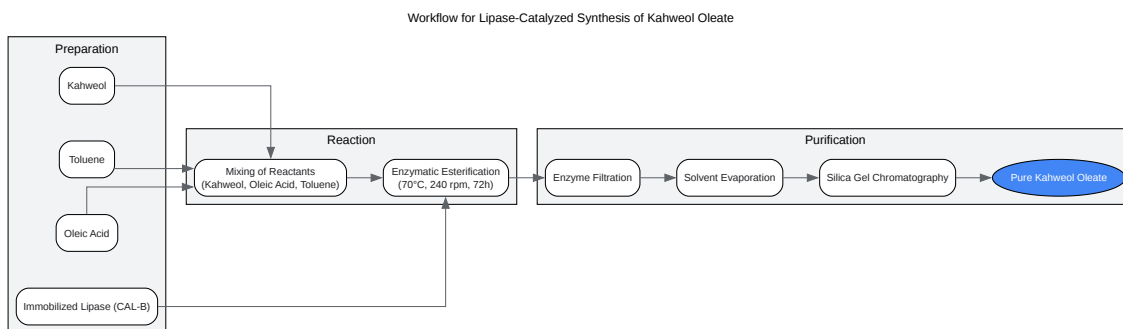 Workflow for Lipase-Catalyzed Synthesis of Kahweol Oleate
Preparation
Kahweol
Toluene
Oleic Acid
Immobilized Lipase (CAL-B)
Reaction
Mixing of Reactants
(Kahweol, Oleic Acid, Toluene)
Enzymatic Esterification
(70°C, 240 rpm, 72h)
Purification
Enzyme Filtration
Solvent Evaporation
Silica Gel Chromatography
Pure Kahweol Oleate